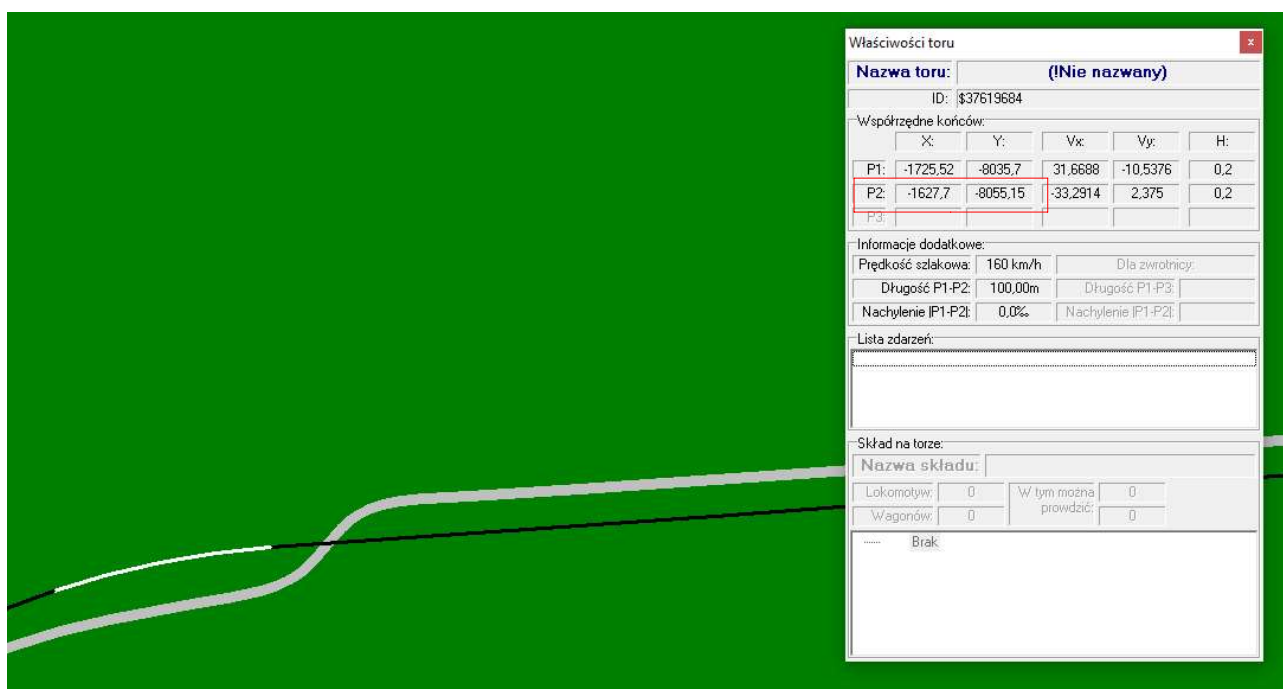 Właściwości toru x
Nazwa toru: (!Nie nazwany)
ID: $37619684
Współrzędne końców:
X: Y: Vx: Vy: H:
P1: -1725,52 -8035,7 31,6688 -10,5376 0,2
P2: -1627,7 -8055,15 -33,2914 2,375 0,2
P3:
Informacje dodatkowe:
Prędkość szlakowa: 160 km/h Dla zwrotnicy:
Długość P1-P2: 100,00m Długość P1-P3:
Nachylenie |P1-P2|: 0,0‰ Nachylenie |P1-P2|:
Lista zdarzeń:
Skład na torze:
Nazwa składu:
Lokomotyw: 0 W tym można 0
Wagonów: 0 prowdzić: 0
Brak